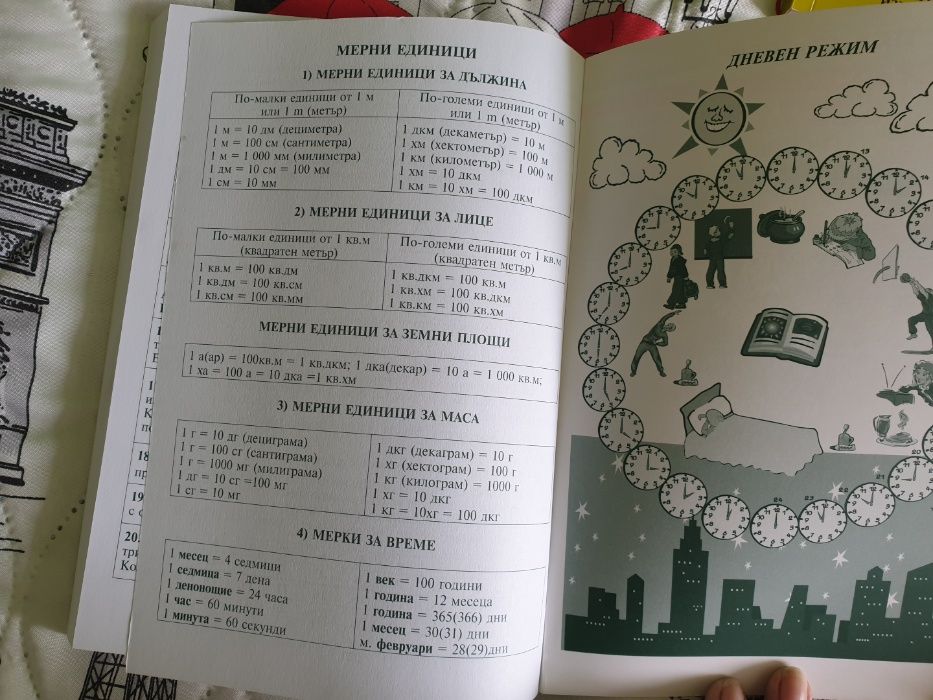 МЕРНИ ЕДИНИЦИ
1) МЕРНИ ЕДИНИЦИ ЗА ДЪЛЖИНА
По-малки единици от 1 м
или 1 m (метър)
1 м = 10 дм (дециметра)
1 м = 100 см (сантиметра)
1 м = 1 000 мм (милиметра)
1 дм = 10 см = 100 мм
1 см = 10 мм
По-големи единици от 1 м
или 1 m (метър)
1 дкм (декаметър) = 10 м
1 хм (хектометър) = 100 м
1 км (километър) = 1 000 м
1 хм = 10 дкм
1 км = 10 хм = 100 дкм
2) МЕРНИ ЕДИНИЦИ ЗА ЛИЦЕ
По-малки единици от 1 кв.м
(квадратен метър)
1 кв.м = 100 кв.дм
1 кв.дм = 100 кв.см
1 кв.см = 100 кв.мм
По-големи единици от 1 кв.м
(квадратен метър)
1 кв.дкм = 100 кв.м
1 кв.хм = 100 кв.дкм
1 кв.км = 100 кв.хм
МЕРНИ ЕДИНИЦИ ЗА ЗЕМНИ ПЛОЩИ
1 а(ар) = 100кв.м = 1 кв.дкм; 1 дка(декар) = 10 а = 1 000 кв.м;
1 ха = 100 а = 10 дка =1 кв.хм
3) МЕРНИ ЕДИНИЦИ ЗА МАСА
1 г = 10 дг (дециграма)
1 г = 100 сг (сантиграма)
1 г = 1000 мг (милиграма)
1 дг = 10 сг =100 мг
1 сг = 10 мг
1 дкг (декаграм) = 10 г
1 хг (хектограм) = 100 г
1 кг (килограм) = 1000 г
1 хг = 10 дкг
1 кг = 10хг = 100 дкг
4) МЕРКИ ЗА ВРЕМЕ
1 месец = 4 седмици
1 седмица = 7 дена
1 денонощие = 24 часа
1 час = 60 минути
1 минута = 60 секунди
1 век = 100 години
1 година = 12 месеца
1 година = 365(366) дни
1 месец = 30(31) дни
м. февруари = 28(29)дни
18
19
20
ДНЕВЕН РЕЖИМ
13
14
20
21
22
24